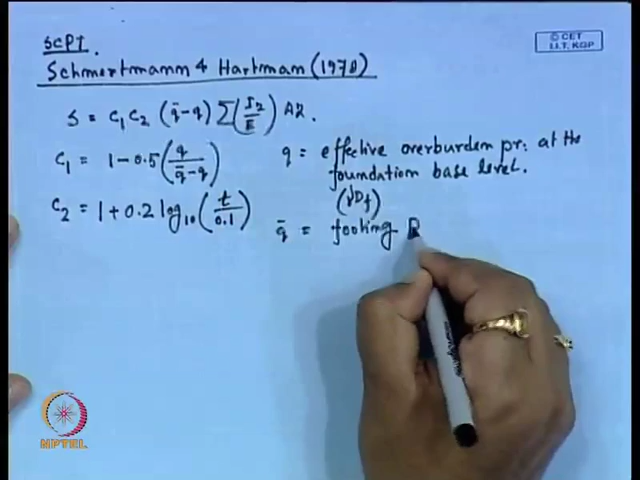 SCPT.
© CET
I.I.T. KGP
Schmertmann & Hartman (1978)
S = C₁ C₂ (q̄-q) Σ(Iz/E) Δz.
C₁ = 1-0.5(q/q̄-q)
q = effective overburden pr. at the
foundation base level.
(γDf)
C₂ = 1+0.2 log₁₀(t/0.1)
q̄ = footing
NPTEL